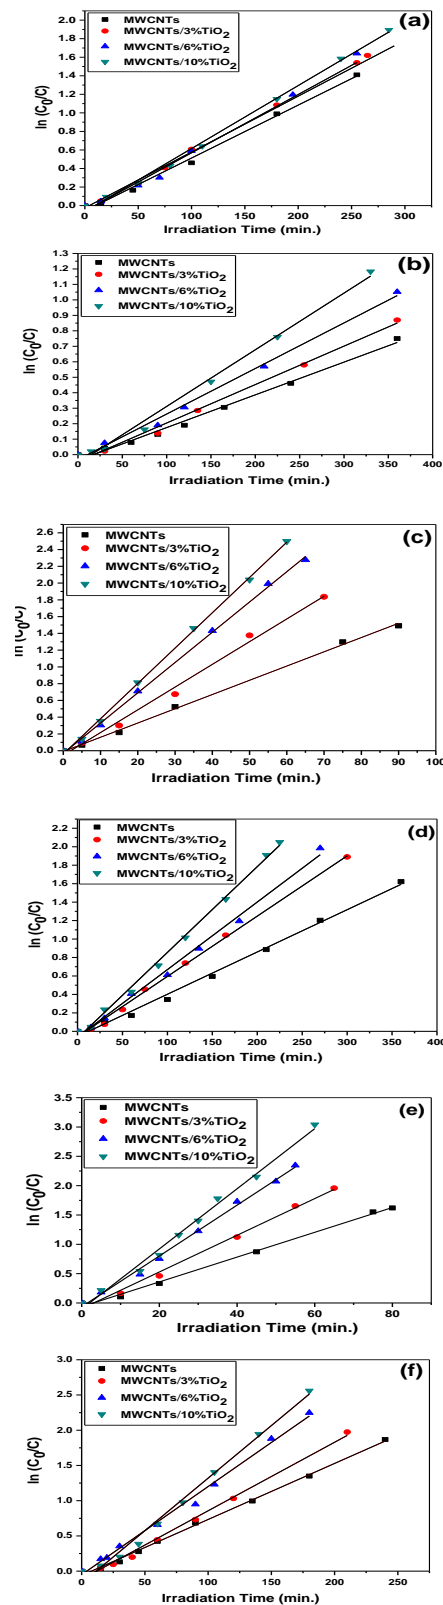 (a)
MWCNTs
MWCNTs/3%TiO2
MWCNTs/6%TiO2
MWCNTs/10%TiO2
ln (C0/C)
2.0
1.8
1.6
1.4
1.2
1.0
0.8
0.6
0.4
0.2
0.0
0 50 100 150 200 250 300
Irradiation Time (min.)
(b)
MWCNTs
MWCNTs/3%TiO2
MWCNTs/6%TiO2
MWCNTs/10%TiO2
ln (C0/C)
1.3
1.2
1.1
1.0
0.9
0.8
0.7
0.6
0.5
0.4
0.3
0.2
0.1
0.0
0 50 100 150 200 250 300 350 400
Irradiation Time (min.)
(c)
MWCNTs
MWCNTs/3%TiO2
MWCNTs/6%TiO2
MWCNTs/10%TiO2
ln (C0/C)
2.6
2.4
2.2
2.0
1.8
1.6
1.4
1.2
1.0
0.8
0.6
0.4
0.2
0.0
0 10 20 30 40 50 60 70 80 90 100
Irradiation Time (min.)
(d)
MWCNTs
MWCNTs/3%TiO2
MWCNTs/6%TiO2
MWCNTs/10%TiO2
ln (C0/C)
2.2
2.0
1.8
1.6
1.4
1.2
1.0
0.8
0.6
0.4
0.2
0.0
0 50 100 150 200 250 300 350 400
Irradiation Time (min.)
(e)
MWCNTs
MWCNTs/3%TiO2
MWCNTs/6%TiO2
MWCNTs/10%TiO2
ln (C0/C)
3.5
3.0
2.5
2.0
1.5
1.0
0.5
0.0
0 20 40 60 80
Irradiation Time (min.)
(f)
MWCNTs
MWCNTs/3%TiO2
MWCNTs/6%TiO2
MWCNTs/10%TiO2
ln (C0/C)
3.0
2.5
2.0
1.5
1.0
0.5
0.0
0 40 80 120 160 200 240
Irradiation Time (min.)